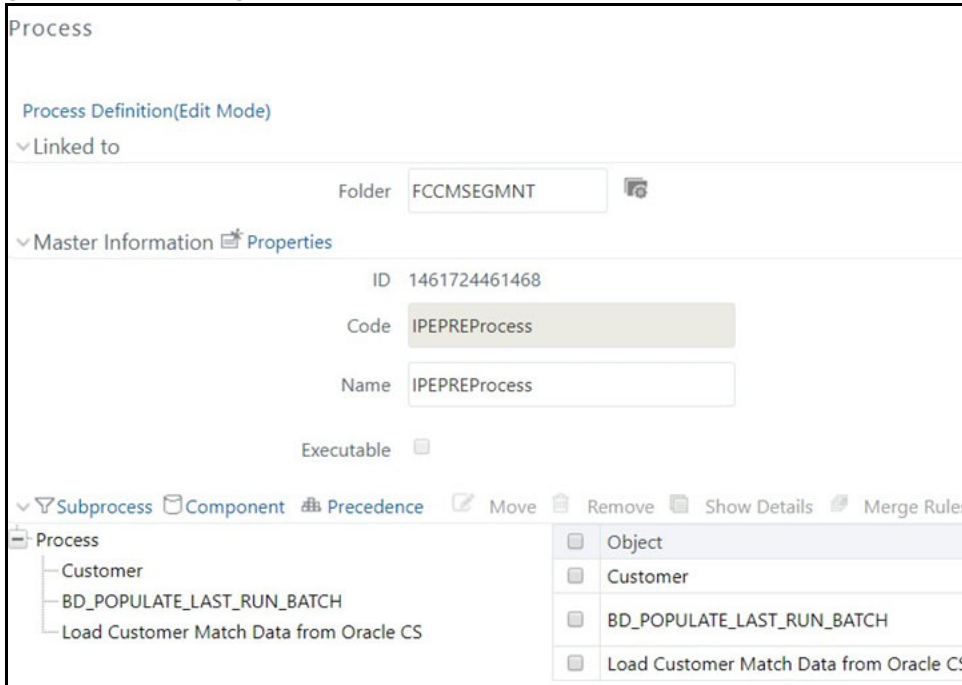 Process
Process Definition(Edit Mode)
Linked to
Folder FCCMSEGMNT
Master Information Properties
ID 1461724461468
Code IPEPREProcess
Name IPEPREProcess
Executable
Subprocess Component Precedence Move Remove Show Details Merge Rules
Process Object
Customer Customer
BD_POPULATE_LAST_RUN_BATCH BD_POPULATE_LAST_RUN_BATCH
Load Customer Match Data from Oracle CS Load Customer Match Data from Oracle CS